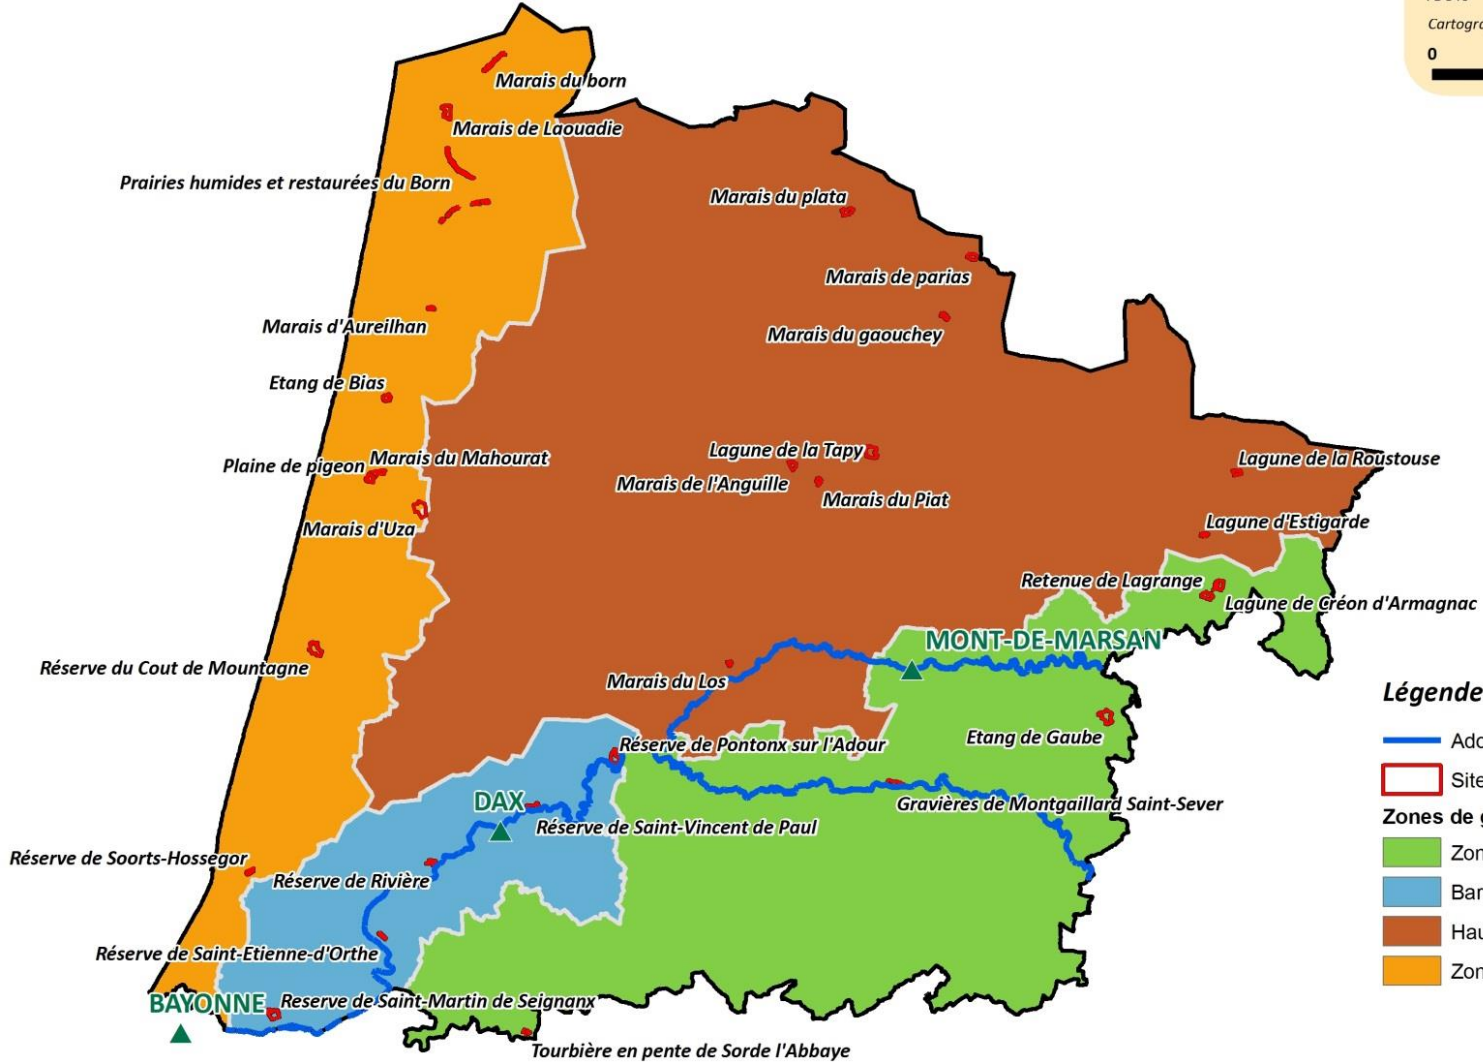 Cartogra
0
Marais du born
Marais de Laouadie
Prairies humides et restaurées du Born
Marais du plata
Marais de parias
Marais d'Aureilhan
Marais du gaouchey
Etang de Bias
Lagune de la Tapy
Plaine de pigeon
Marais du Mahourat
Lagune de la Roustouse
Marais de l'Anguille
Marais du Piat
Marais d'Uza
Lagune d'Estigarde
Retenue de Lagrange
Lagune de Créon d'Armagnac
MONT-DE-MARSAN
Réserve du Cout de Mountagne
Marais du Los
Légende
Etang de Gaube
Réserve de Pontonx sur l'Adour
Ado
Site
DAX
Gravières de Montgaillard Saint-Sever
Zones de g
Réserve de Saint-Vincent de Paul
Zon
Réserve de Soorts-Hossegor
Réserve de Rivière
Bar
Hau
Réserve de Saint-Etienne-d'Orthe
Zon
BAYONNE
Reserve de Saint-Martin de Seignanx
Tourbière en pente de Sorde l'Abbaye